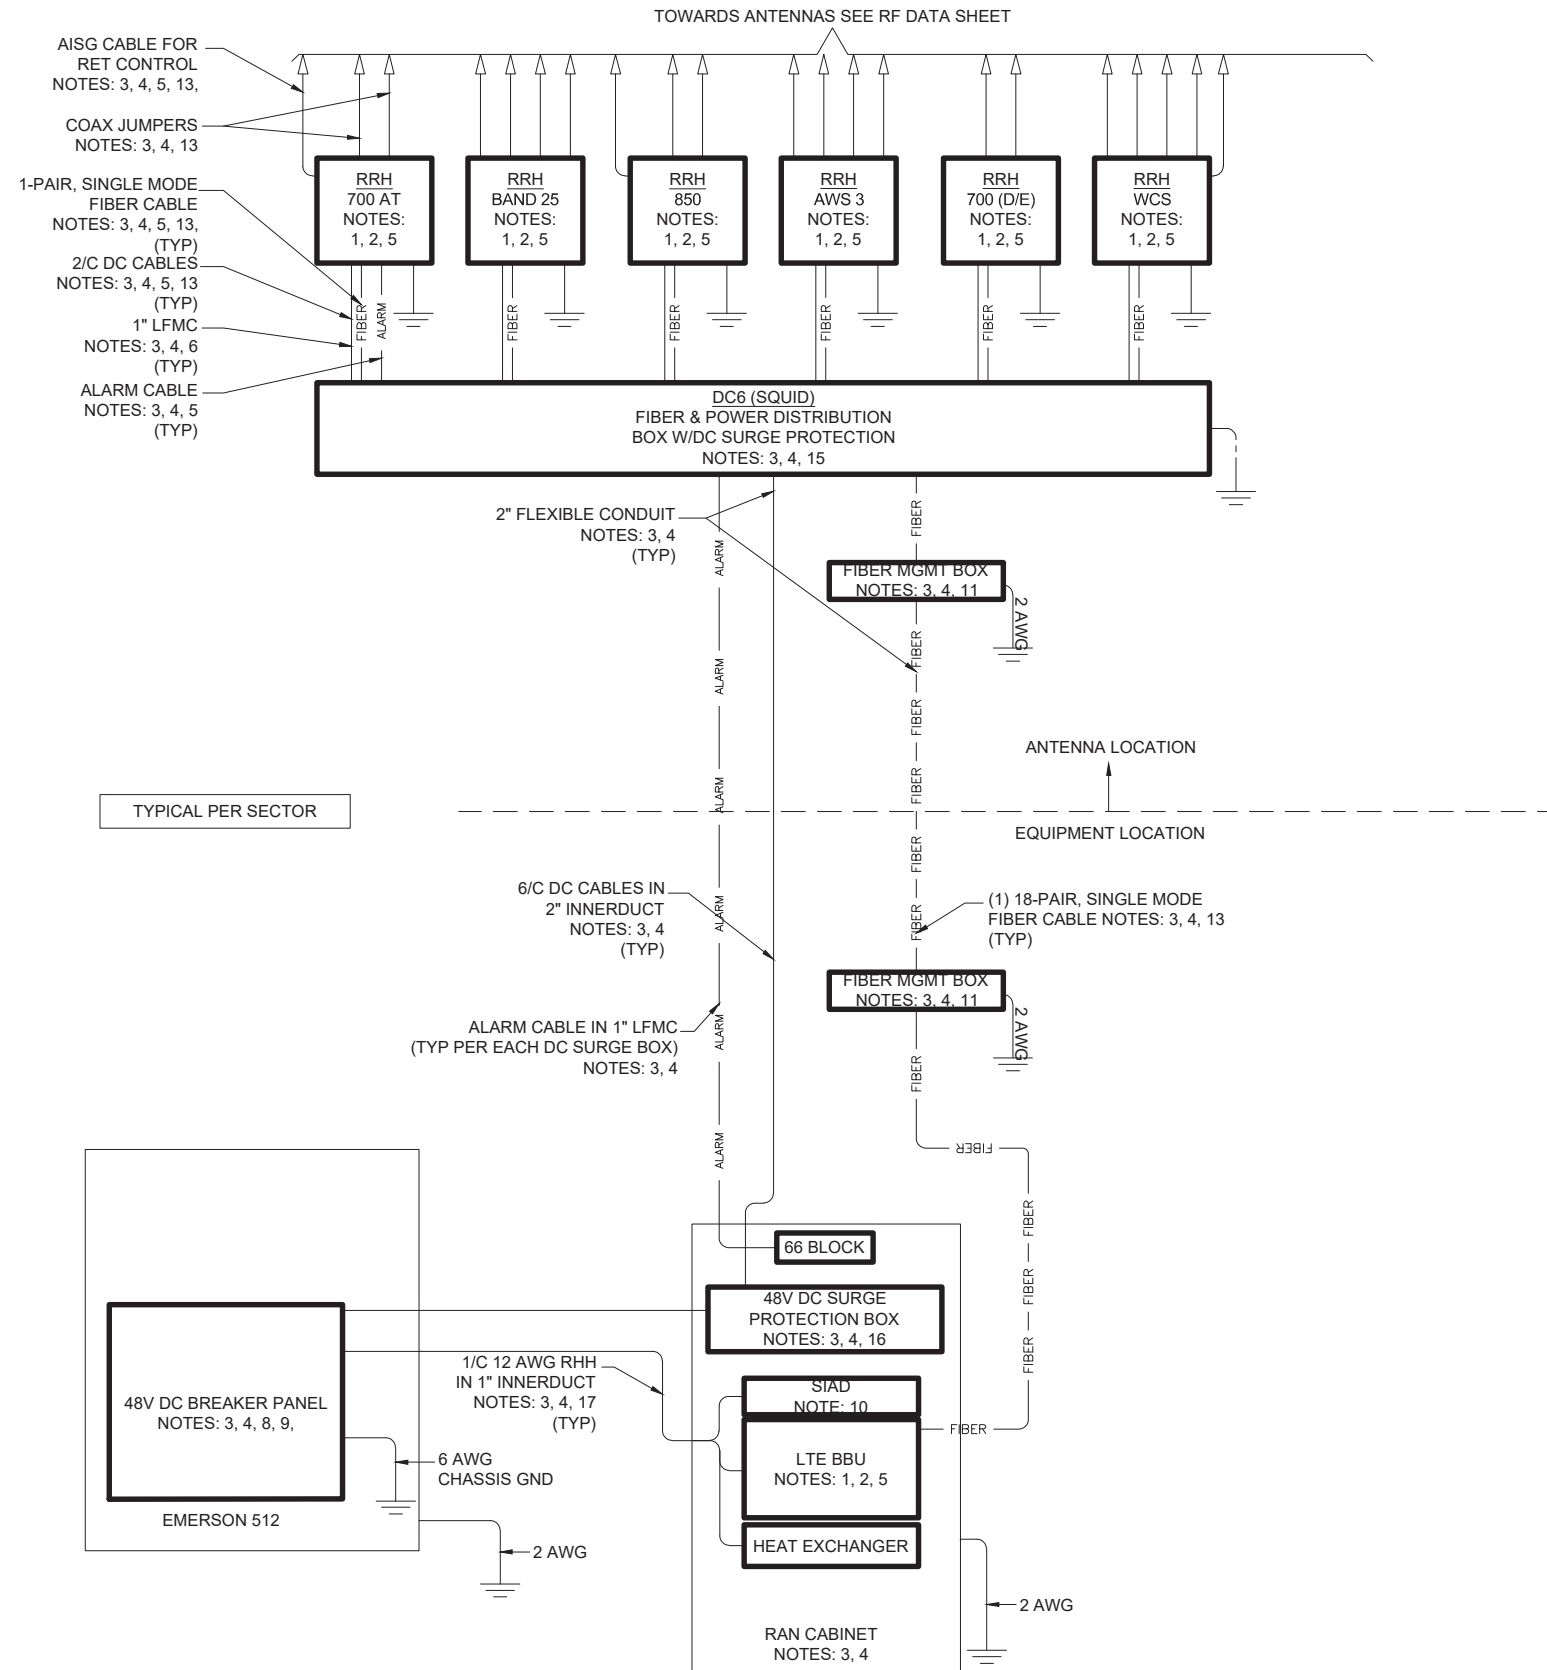 TOWARDS ANTENNAS SEE RF DATA SHEET
AISG CABLE FOR
RET CONTROL
NOTES: 3, 4, 5, 13,
COAX JUMPERS
NOTES: 3, 4, 13
1-PAIR, SINGLE MODE
FIBER CABLE
NOTES: 3, 4, 5, 13,
(TYP)
2/C DC CABLES
NOTES: 3, 4, 5, 13
(TYP)
1" LFMC
NOTES: 3, 4, 6
(TYP)
ALARM CABLE
NOTES: 3, 4, 5
(TYP)
RRH
700 AT
NOTES:
1, 2, 5
RRH
BAND 25
NOTES:
1, 2, 5
RRH
850
NOTES:
1, 2, 5
RRH
AWS 3
NOTES:
1, 2, 5
RRH
700 (D/E)
NOTES:
1, 2, 5
RRH
WCS
NOTES:
1, 2, 5
FIBER
ALARM
FIBER
FIBER
FIBER
FIBER
FIBER
DC6 (SQUID)
FIBER & POWER DISTRIBUTION
BOX W/DC SURGE PROTECTION
NOTES: 3, 4, 15
2" FLEXIBLE CONDUIT
NOTES: 3, 4
(TYP)
ALARM
ALARM
ALARM
ALARM
ALARM
ALARM
FIBER
FIBER MGMT BOX
NOTES: 3, 4, 11
2 AWG
FIBER
FIBER
FIBER
FIBER
FIBER
ANTENNA LOCATION
TYPICAL PER SECTOR
EQUIPMENT LOCATION
6/C DC CABLES IN
2" INNERDUCT
NOTES: 3, 4
(TYP)
(1) 18-PAIR, SINGLE MODE
FIBER CABLE NOTES: 3, 4, 13
(TYP)
FIBER MGMT BOX
NOTES: 3, 4, 11
2 AWG
ALARM CABLE IN 1" LFMC
(TYP PER EACH DC SURGE BOX)
NOTES: 3, 4
FIBER
FIBER
FIBER
FIBER
FIBER
FIBER
66 BLOCK
48V DC SURGE
PROTECTION BOX
NOTES: 3, 4, 16
1/C 12 AWG RHH
IN 1" INNERDUCT
NOTES: 3, 4, 17
(TYP)
SIAD
NOTE: 10
LTE BBU
NOTES: 1, 2, 5
HEAT EXCHANGER
48V DC BREAKER PANEL
NOTES: 3, 4, 8, 9,
6 AWG
CHASSIS GND
EMERSON 512
2 AWG
2 AWG
RAN CABINET
NOTES: 3, 4